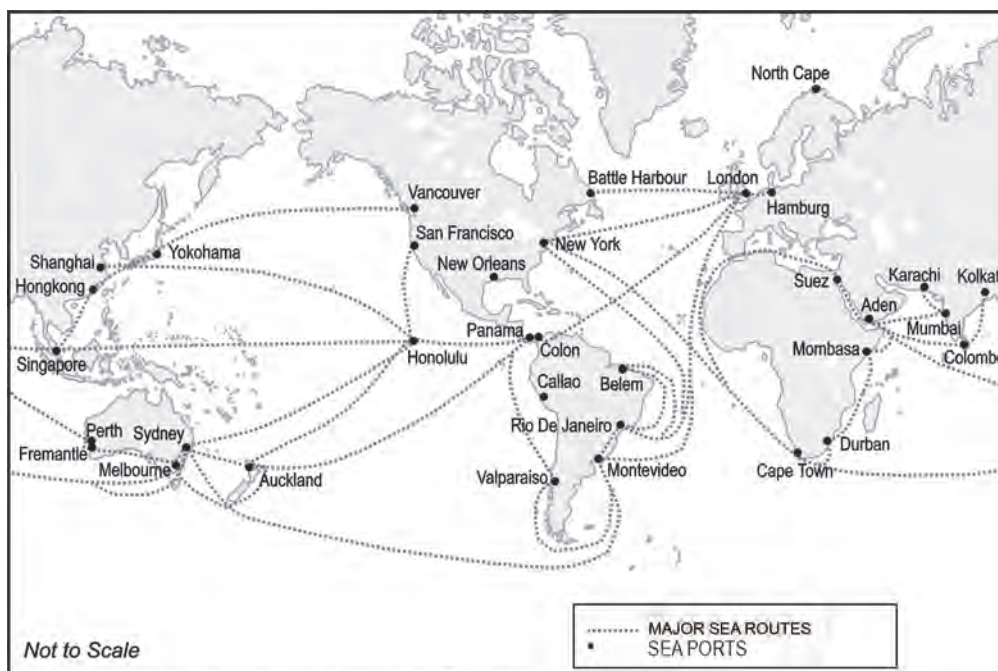 North Cape
Battle Harbour
London
Hamburg
Vancouver
San Francisco
New York
New Orleans
Yokohama
Shanghai
Hongkong
Suez
Karachi
Kolkat
Aden
Mumbai
Colombo
Mombasa
Panama
Colon
Honolulu
Singapore
Callao
Belem
Rio De Janeiro
Perth
Sydney
Fremantle
Melbourne
Auckland
Durban
Cape Town
Montevideo
Valparaiso
MAJOR SEA ROUTES
SEA PORTS
Not to Scale